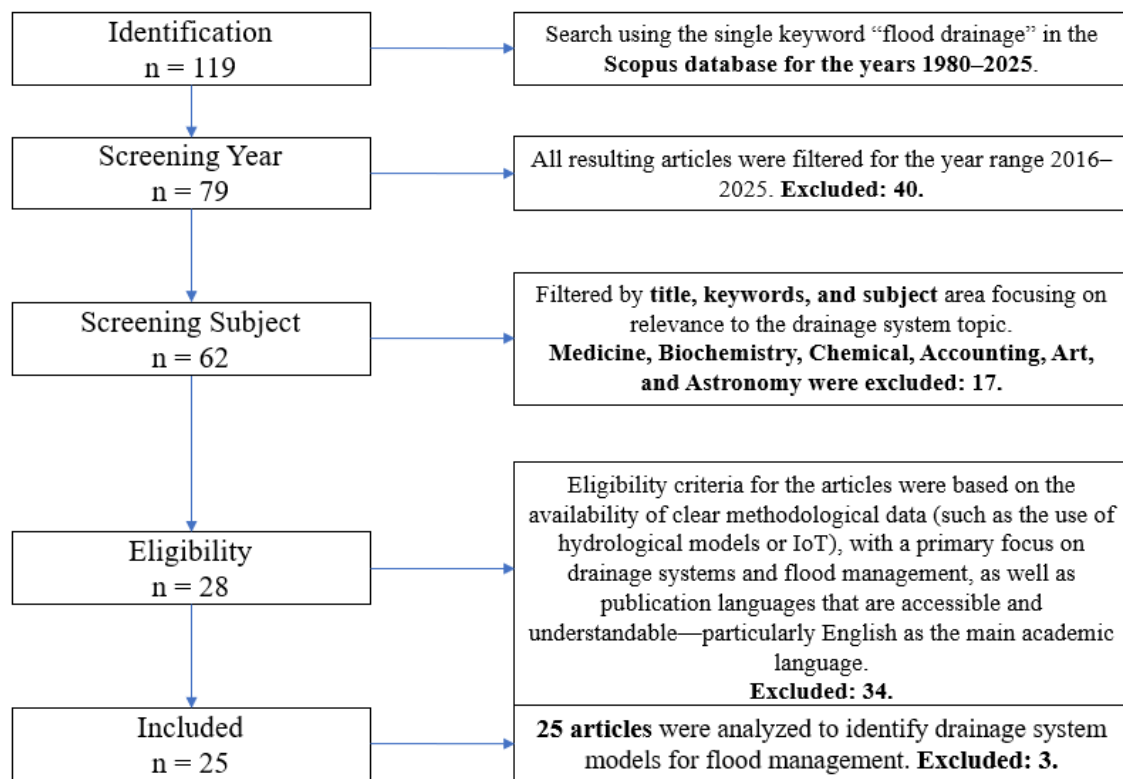 Identification
n = 119
Search using the single keyword “flood drainage” in the
Scopus database for the years 1980–2025.
Screening Year
n = 79
All resulting articles were filtered for the year range 2016–
2025. Excluded: 40.
Screening Subject
n = 62
Filtered by title, keywords, and subject area focusing on
relevance to the drainage system topic.
Medicine, Biochemistry, Chemical, Accounting, Art,
and Astronomy were excluded: 17.
Eligibility
n = 28
Eligibility criteria for the articles were based on the
availability of clear methodological data (such as the use of
hydrological models or IoT), with a primary focus on
drainage systems and flood management, as well as
publication languages that are accessible and
understandable—particularly English as the main academic
language.
Excluded: 34.
Included
n = 25
25 articles were analyzed to identify drainage system
models for flood management. Excluded: 3.